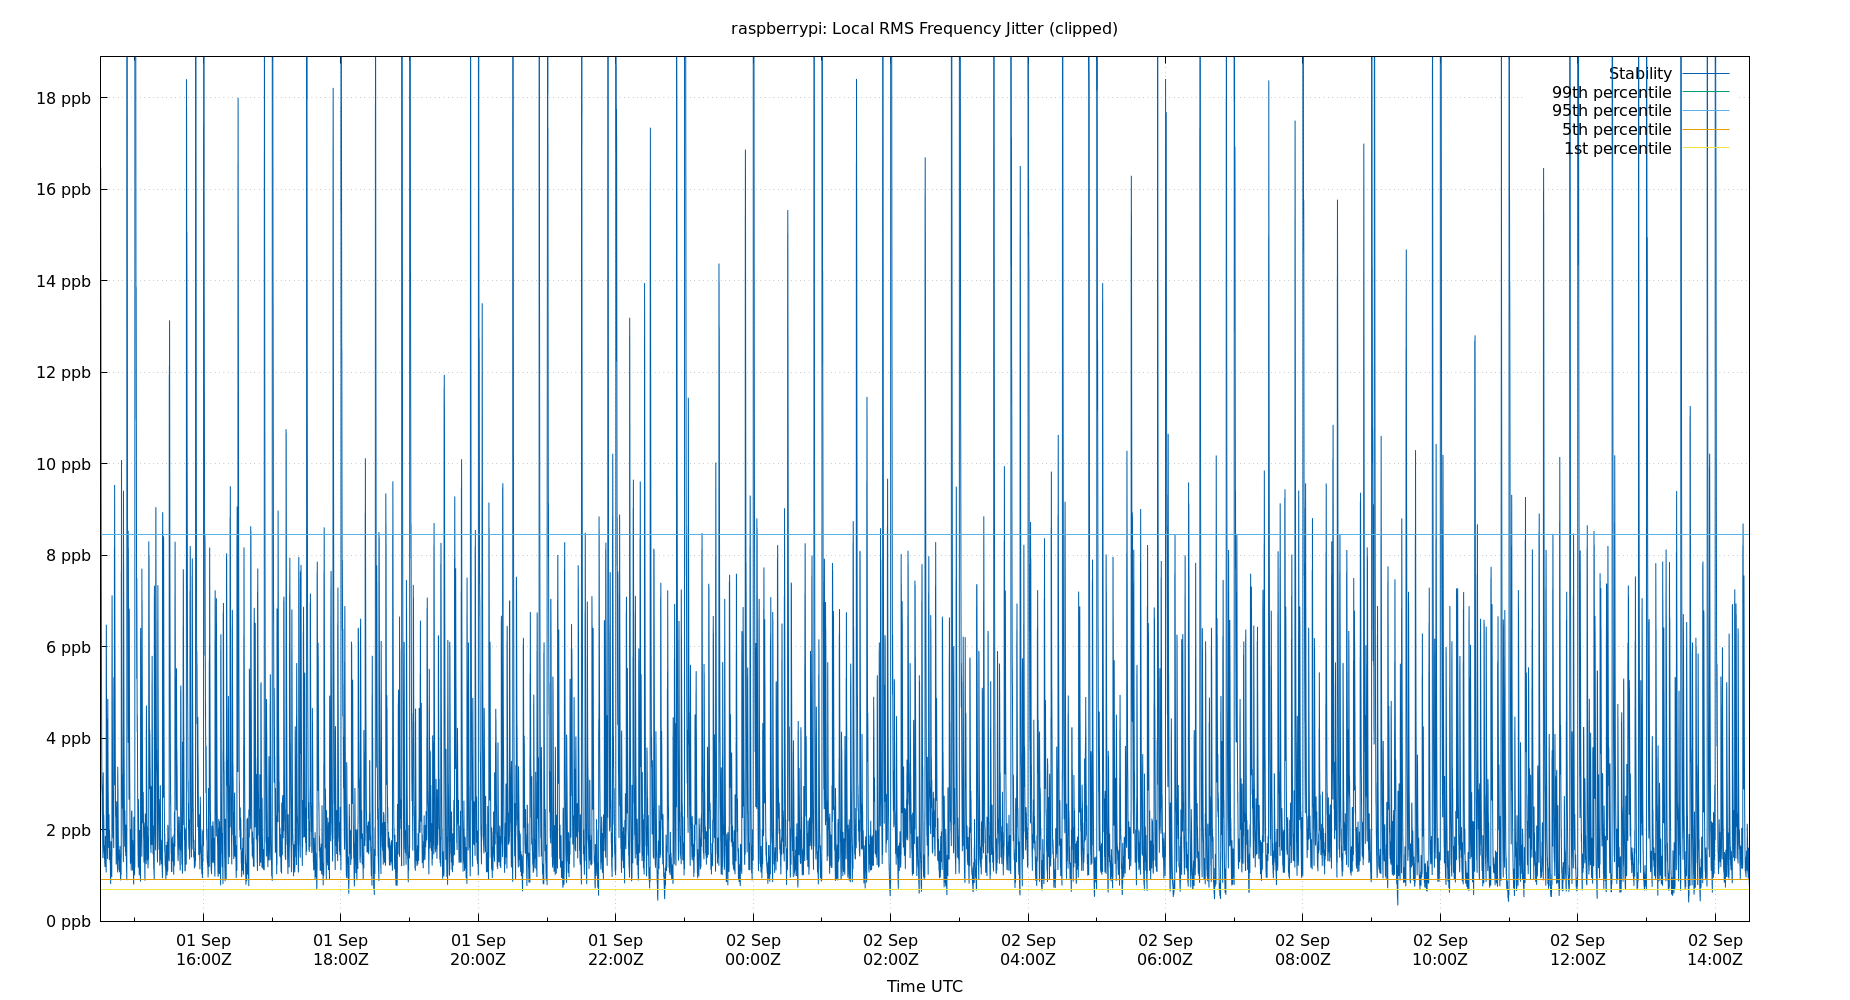 raspberrypi: Local RMS Frequency Jitter (clipped)
Stability
99th percentile
95th percentile
5th percentile
1st percentile
18 ppb
16 ppb
14 ppb
12 ppb
10 ppb
8 ppb
6 ppb
4 ppb
2 ppb
0 ppb
01 Sep 01 Sep 01 Sep 01 Sep 02 Sep 02 Sep 02 Sep 02 Sep 02 Sep 02 Sep 02 Sep 02 Sep
16:00Z 18:00Z 20:00Z 22:00Z 00:00Z 02:00Z 04:00Z 06:00Z 08:00Z 10:00Z 12:00Z 14:00Z
Time UTC